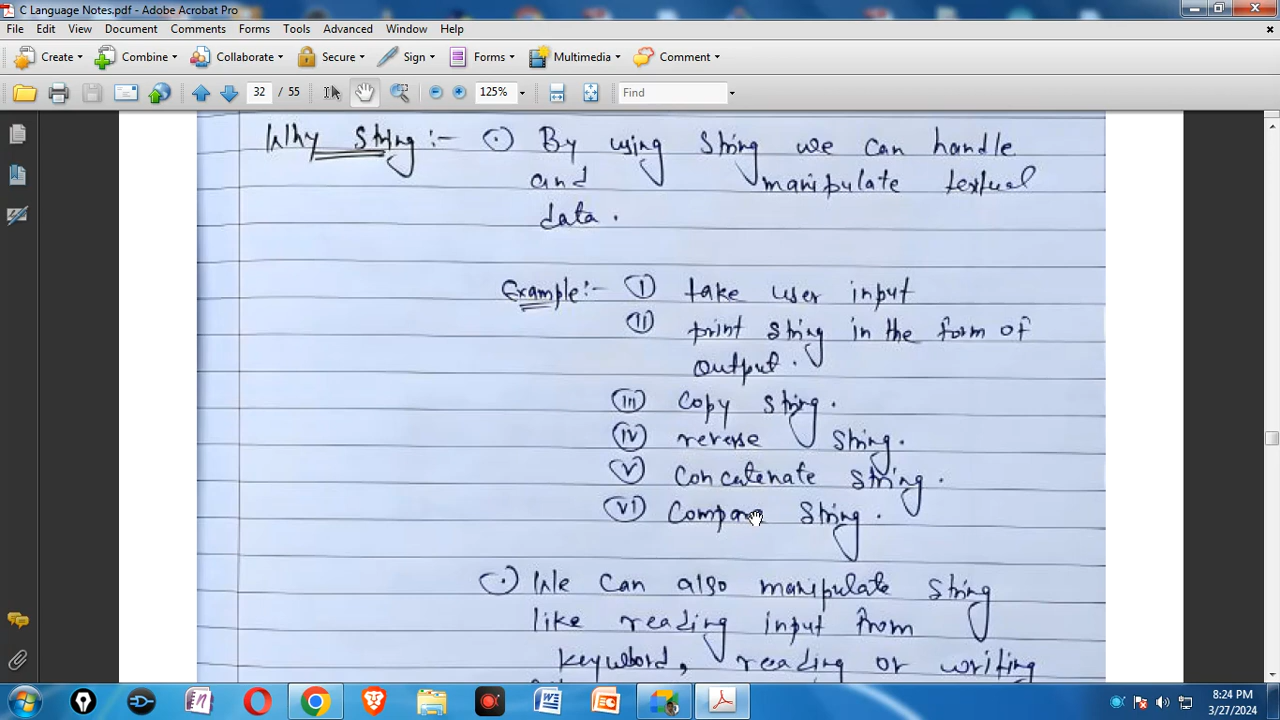 C Language Notes.pdf - Adobe Acrobat Pro
File Edit View Document Comments Forms Tools Advanced Window Help
Create Combine Collaborate Secure Sign Forms Multimedia Comment
32 / 55 125% Find
Why String :- By using String we can handle
and manipulate textual
data.
Example:- (I) take user input
(II) print String in the form of
output.
(III) Copy String.
(IV) reverse String.
(V) Concatenate String.
(VI) Compare String.
We can also manipulate String
like reading input from
keyword, reading or writing
8:24 PM
3/27/2024